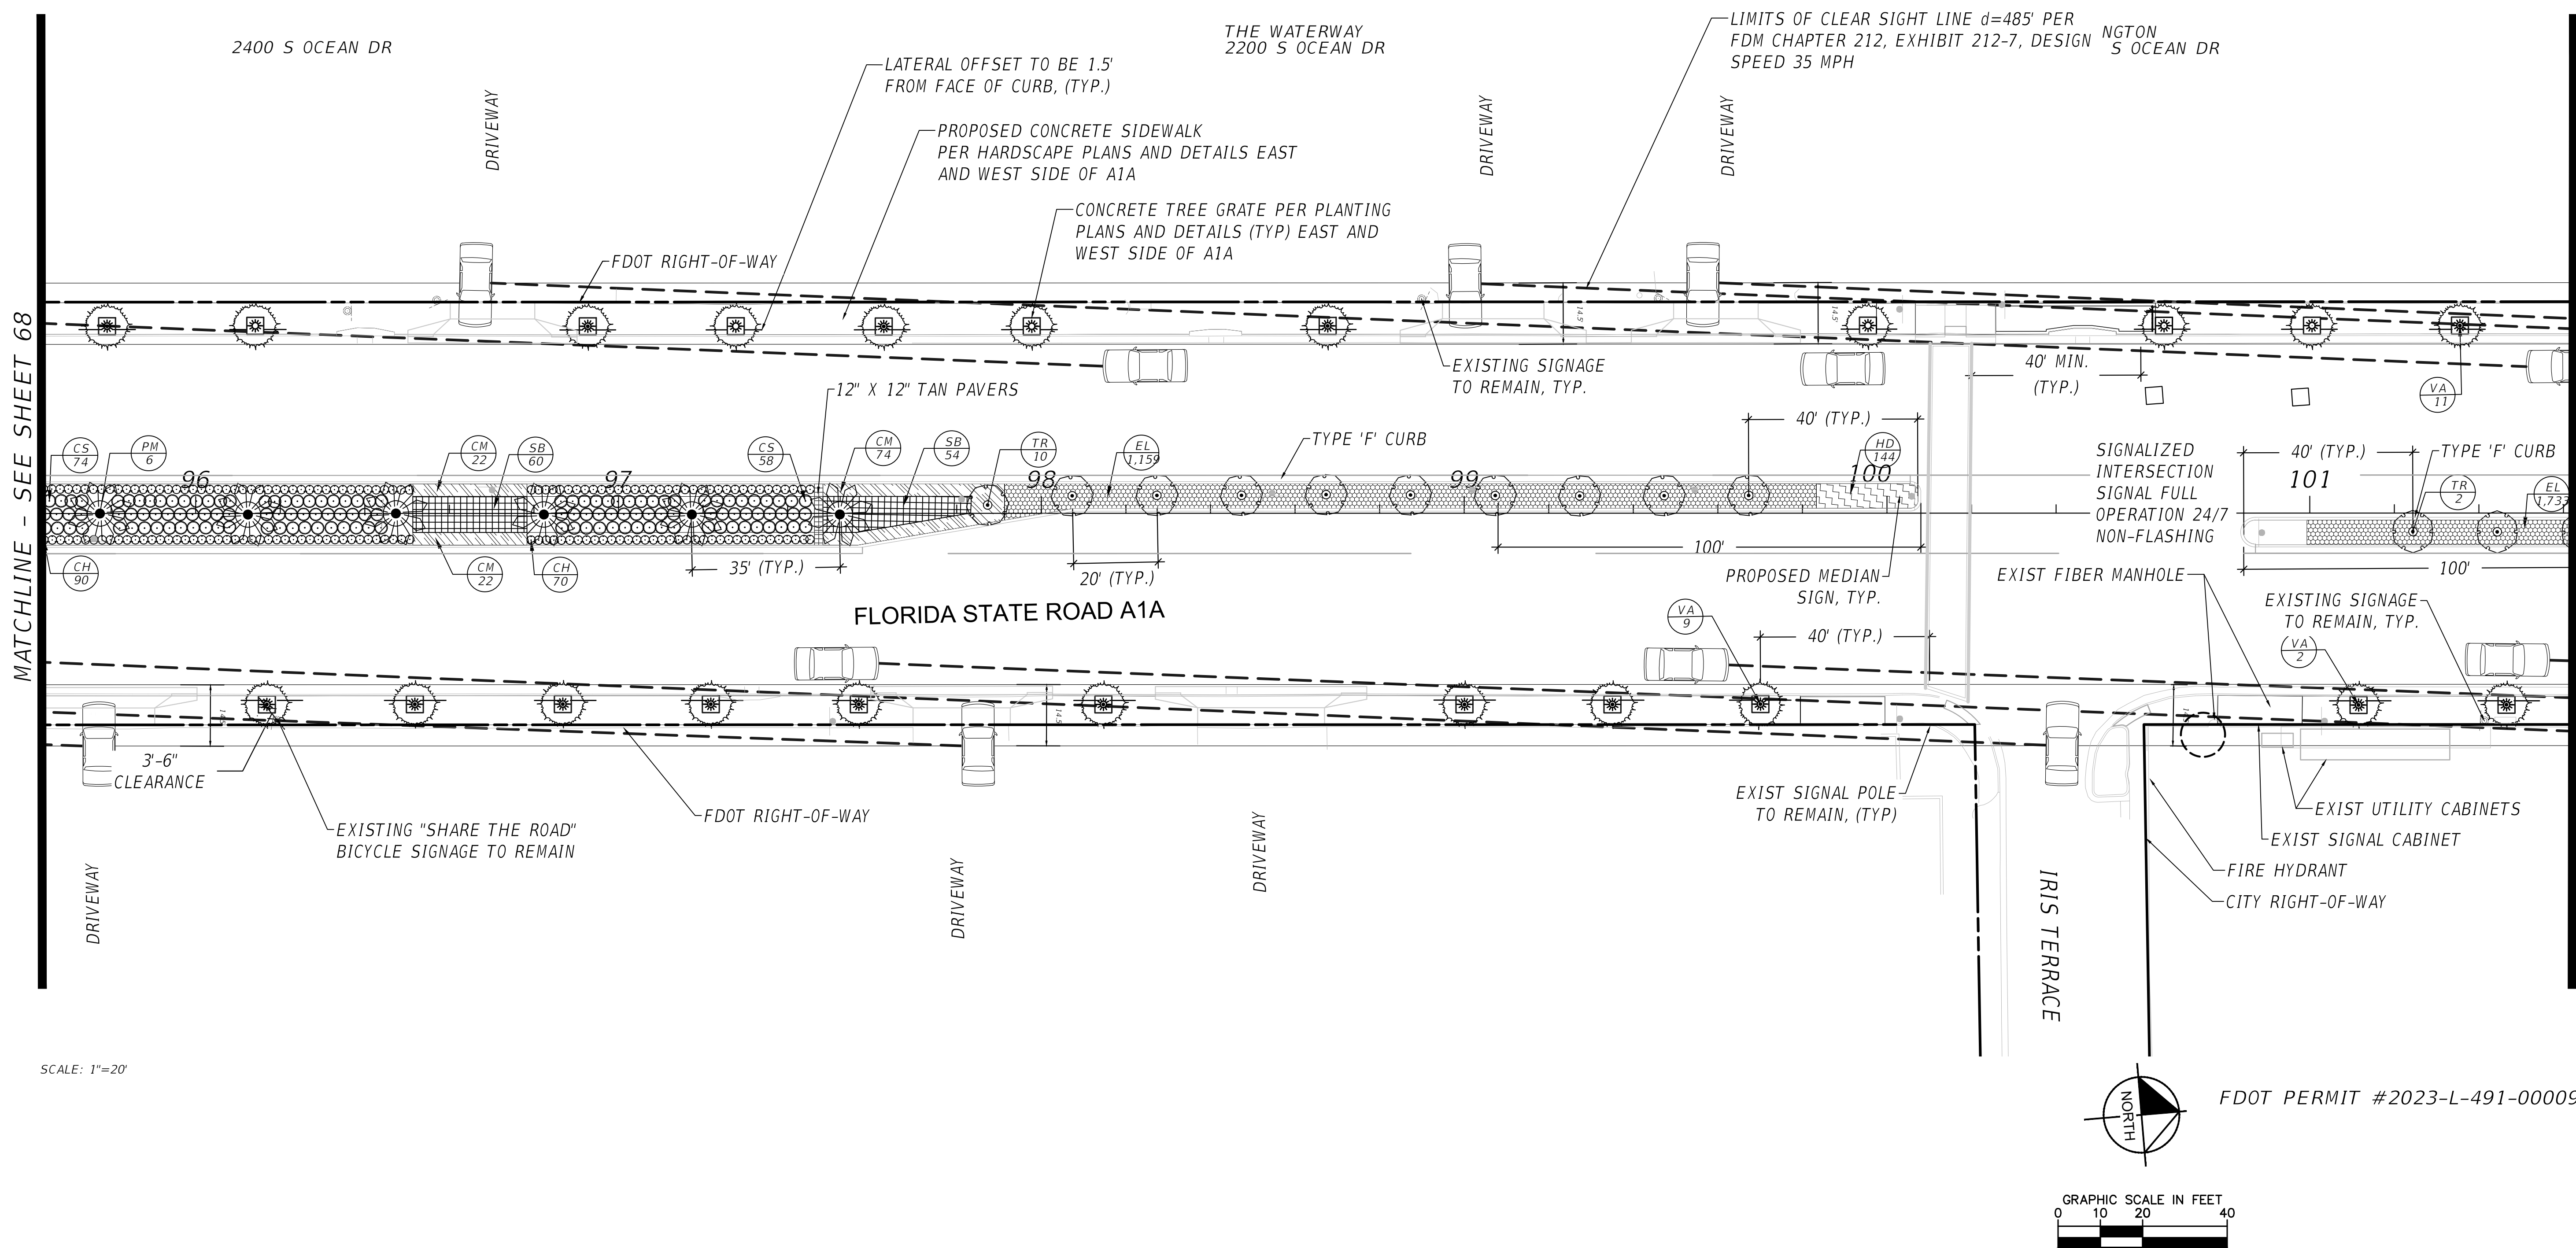 2400 S OCEAN DR
THE WATERWAY
2200 S OCEAN DR
LIMITS OF CLEAR SIGHT LINE d=485' PER
FDM CHAPTER 212, EXHIBIT 212-7, DESIGN
SPEED 35 MPH
NGTON
S OCEAN DR
LATERAL OFFSET TO BE 1.5'
FROM FACE OF CURB, (TYP.)
DRIVEWAY
DRIVEWAY
DRIVEWAY
PROPOSED CONCRETE SIDEWALK
PER HARDSCAPE PLANS AND DETAILS EAST
AND WEST SIDE OF A1A
CONCRETE TREE GRATE PER PLANTING
PLANS AND DETAILS (TYP) EAST AND
WEST SIDE OF A1A
FDOT RIGHT-OF-WAY
14.5'
14.5'
MATCHLINE - SEE SHEET 68
EXISTING SIGNAGE
TO REMAIN, TYP.
40' MIN.
(TYP.)
VA
11
12" X 12" TAN PAVERS
CS
74
PM
6
96
CM
22
SB
60
97
CS
58
CM
74
SB
54
TR
10
98
EL
1,159
TYPE 'F' CURB
99
40' (TYP.)
HD
144
100
SIGNALIZED
INTERSECTION
SIGNAL FULL
OPERATION 24/7
NON-FLASHING
40' (TYP.)
101
TYPE 'F' CURB
TR
2
EL
CH
90
CM
22
CH
70
35' (TYP.)
20' (TYP.)
100'
100'
PROPOSED MEDIAN
SIGN, TYP.
EXIST FIBER MANHOLE
EXISTING SIGNAGE
TO REMAIN, TYP.
FLORIDA STATE ROAD A1A
VA
9
40' (TYP.)
VA
2
14.5'
3'-6"
CLEARANCE
EXISTING "SHARE THE ROAD"
BICYCLE SIGNAGE TO REMAIN
FDOT RIGHT-OF-WAY
EXIST SIGNAL POLE
TO REMAIN, (TYP)
EXIST UTILITY CABINETS
EXIST SIGNAL CABINET
FIRE HYDRANT
CITY RIGHT-OF-WAY
DRIVEWAY
DRIVEWAY
DRIVEWAY
IRIS TERRACE
SCALE: 1"=20'
NORTH
FDOT PERMIT #2023-L-491-00009
GRAPHIC SCALE IN FEET
0 10 20 40